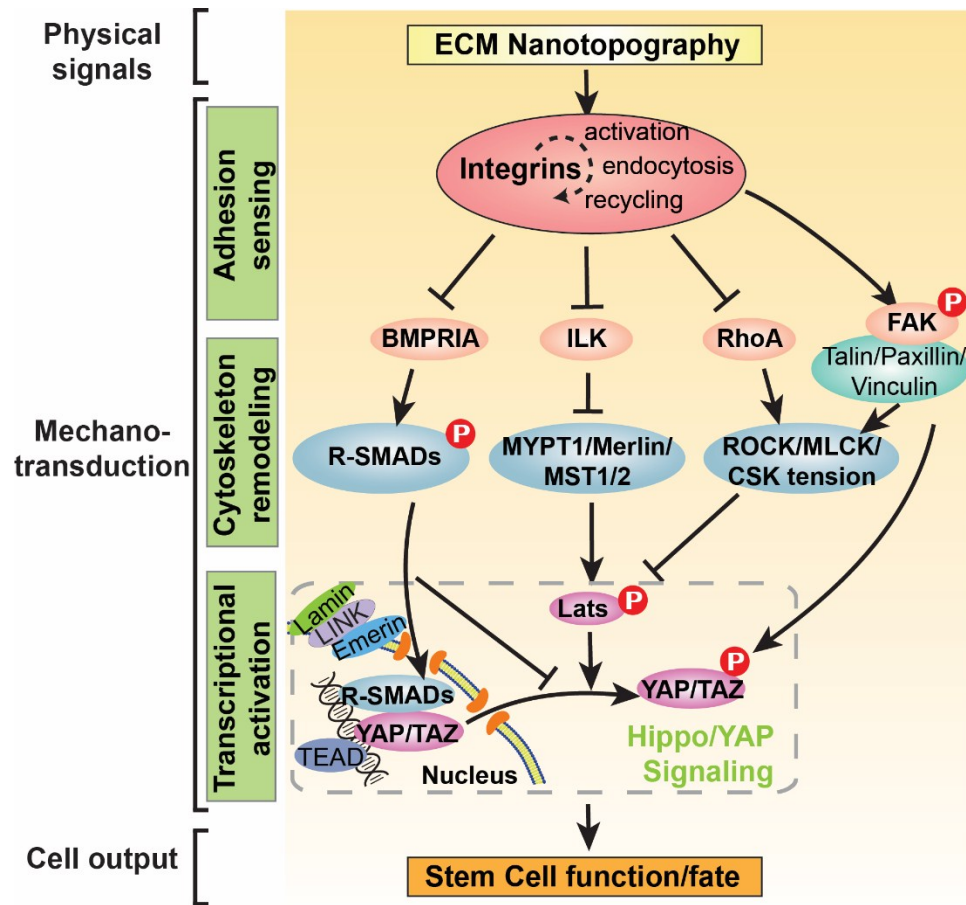 Physical
signals
ECM Nanotopography
Adhesion
sensing
Integrins
activation
endocytosis
recycling
BMPRIA
ILK
RhoA
FAK
P
Talin/Paxillin/
Vinculin
Mechano-
transduction
Cytoskeleton
remodeling
R-SMADs
P
MYPT1/Merlin/
MST1/2
ROCK/MLCK/
CSK tension
Transcriptional
activation
Lamin
LINK
Emerin
Lats
P
R-SMADs
YAP/TAZ
TEAD
Nucleus
YAP/TAZ
P
Hippo/YAP
Signaling
Cell output
Stem Cell function/fate